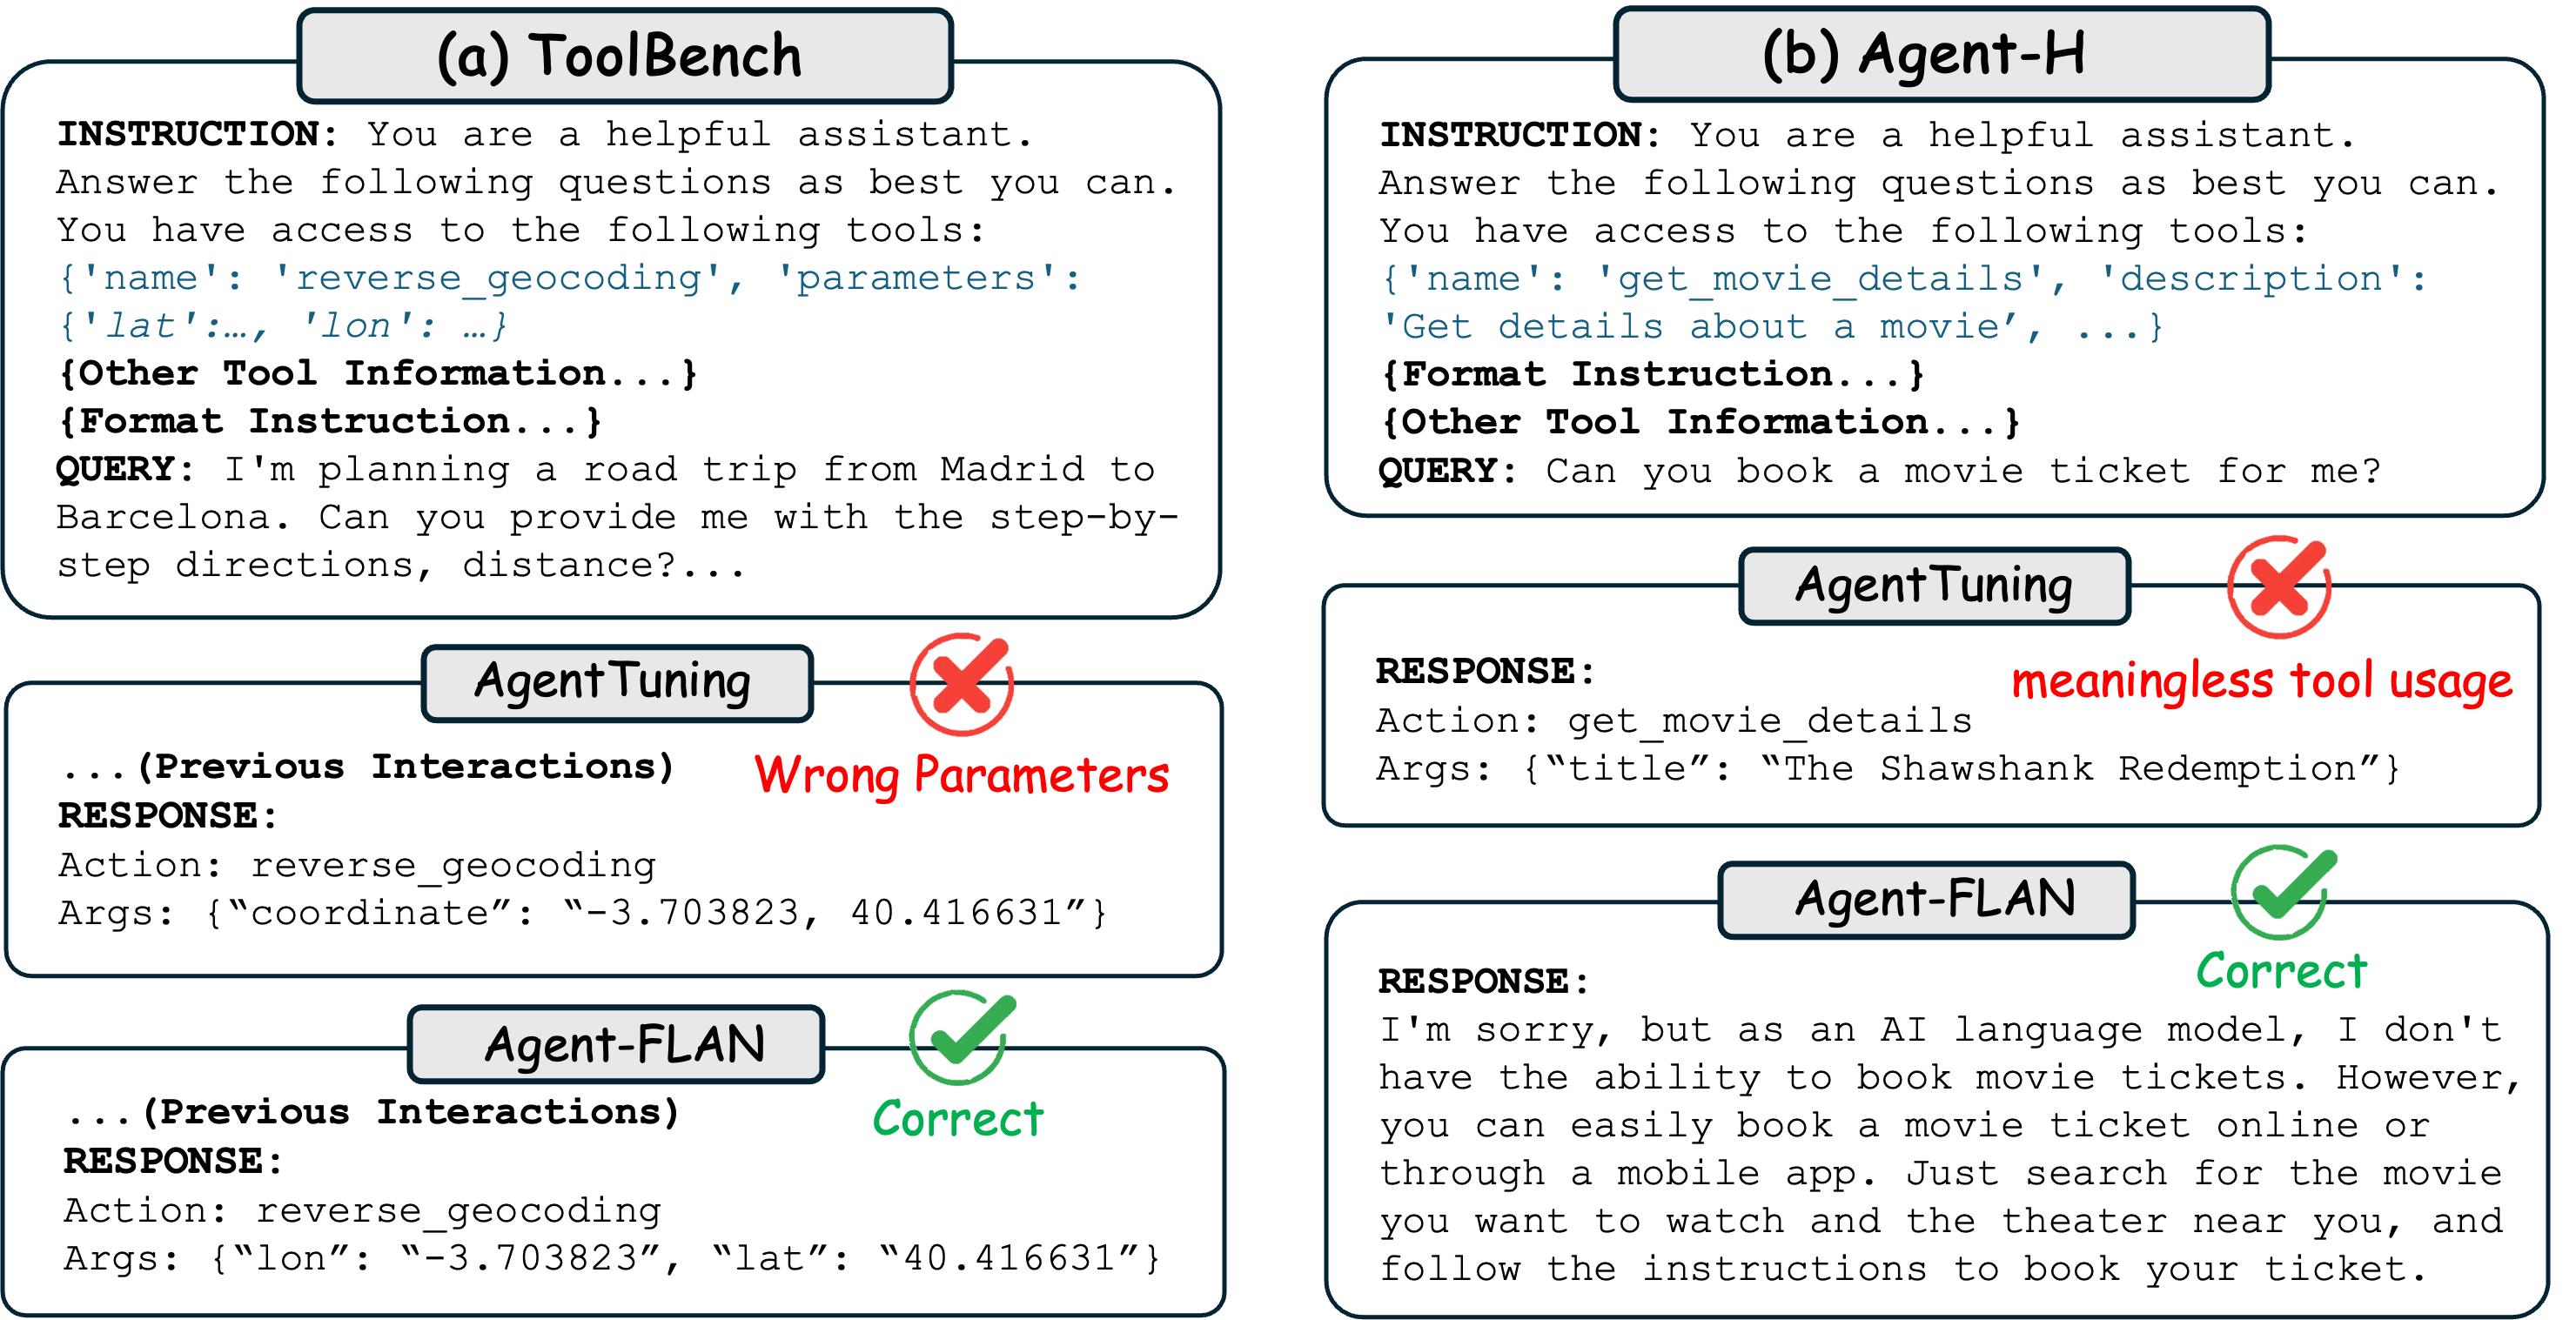 (a) ToolBench
INSTRUCTION: You are a helpful assistant.
Answer the following questions as best you can.
You have access to the following tools:
{'name': 'reverse_geocoding', 'parameters':
{'lat':…, 'lon': …}
{Other Tool Information...}
{Format Instruction...}
QUERY: I'm planning a road trip from Madrid to
Barcelona. Can you provide me with the step-by-
step directions, distance?...
AgentTuning
Wrong Parameters
...(Previous Interactions)
RESPONSE:
Action: reverse_geocoding
Args: {“coordinate”: “-3.703823, 40.416631”}
Agent-FLAN
Correct
...(Previous Interactions)
RESPONSE:
Action: reverse_geocoding
Args: {“lon”: “-3.703823”, “lat”: “40.416631”}
(b) Agent-H
INSTRUCTION: You are a helpful assistant.
Answer the following questions as best you can.
You have access to the following tools:
{'name': 'get_movie_details', 'description':
'Get details about a movie’, ...}
{Format Instruction...}
{Other Tool Information...}
QUERY: Can you book a movie ticket for me?
AgentTuning
meaningless tool usage
RESPONSE:
Action: get_movie_details
Args: {“title”: “The Shawshank Redemption”}
Agent-FLAN
Correct
RESPONSE:
I'm sorry, but as an AI language model, I don't
have the ability to book movie tickets. However,
you can easily book a movie ticket online or
through a mobile app. Just search for the movie
you want to watch and the theater near you, and
follow the instructions to book your ticket.